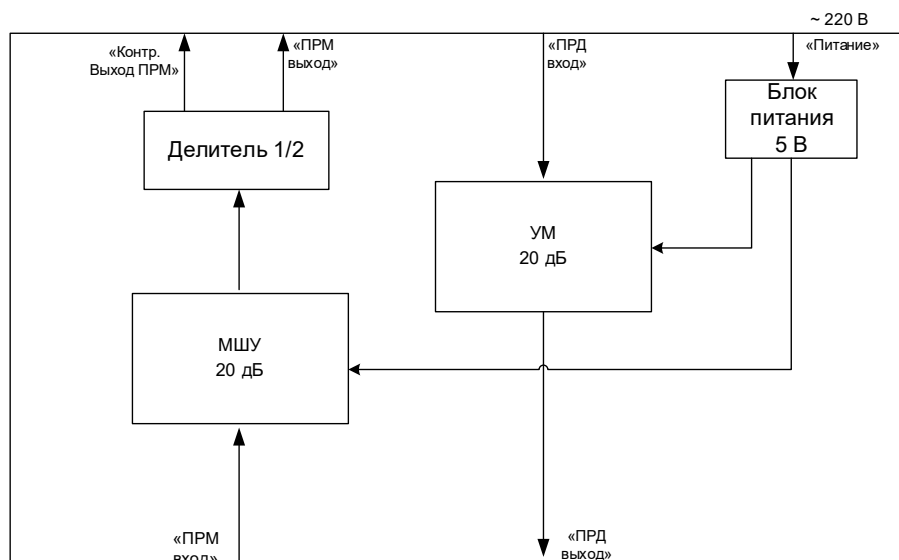 ~ 220 В
«Контр.
Выход ПРМ»
«ПРМ
выход»
«ПРД
вход»
«Питание»
Блок
питания
5 В
Делитель 1/2
УМ
20 дБ
МШУ
20 дБ
«ПРМ
вход»
«ПРД
выход»